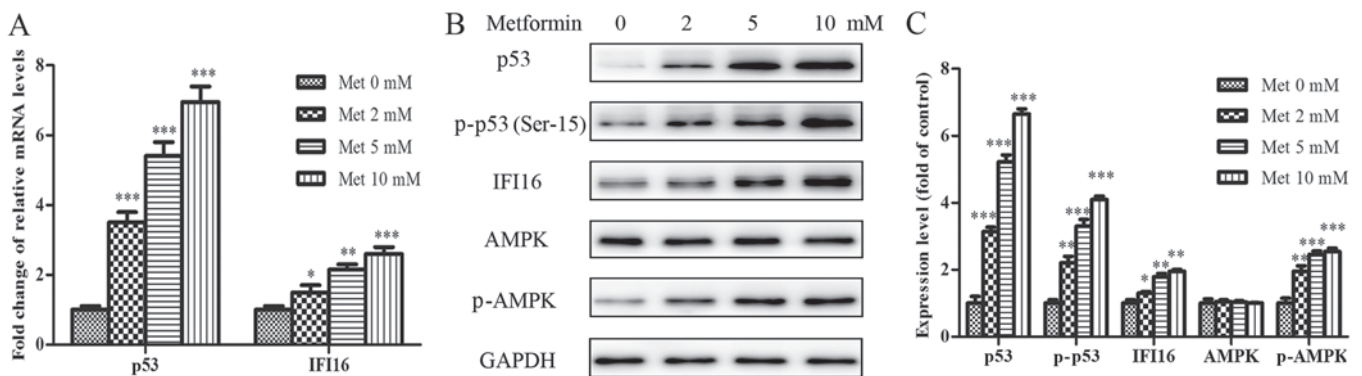 A
Fold change of relative mRNA levels
8
6
4
2
0
***
***
***
*
**
***
Met 0 mM
Met 2 mM
Met 5 mM
Met 10 mM
p53
IFI16
B
Metformin 0 2 5 10 mM
p53
p-p53 (Ser-15)
IFI16
AMPK
p-AMPK
GAPDH
C
Expression level (fold of control)
8
6
4
2
0
***
***
***
**
***
***
*
**
**
**
***
***
Met 0 mM
Met 2 mM
Met 5 mM
Met 10 mM
p53
p-p53
IFI16
AMPK
p-AMPK